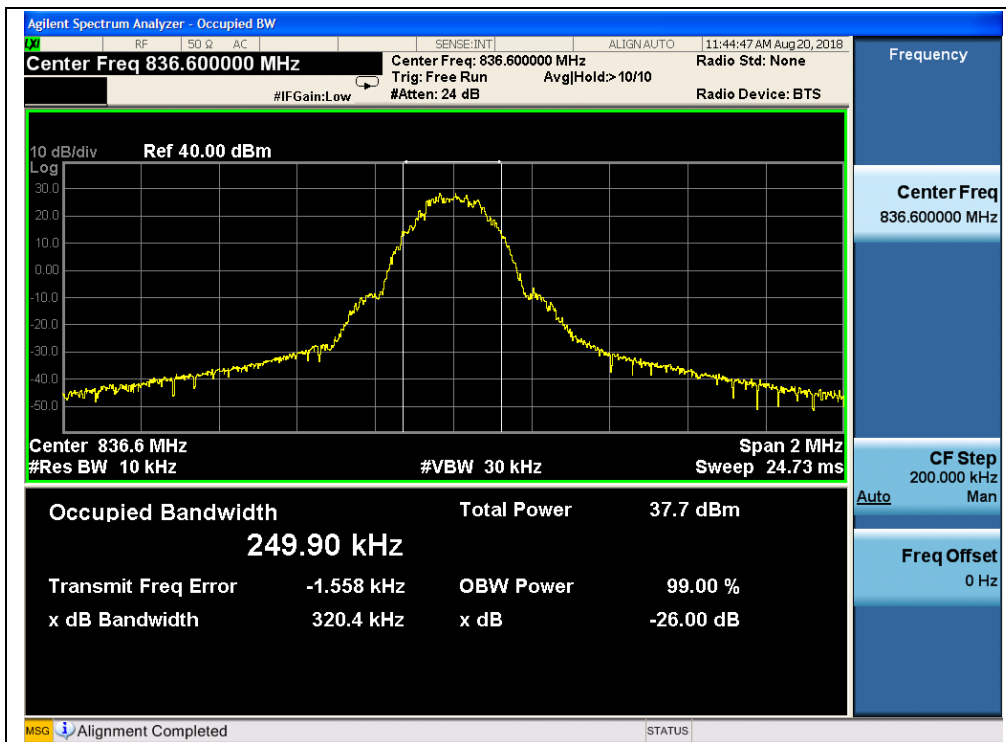 Agilent Spectrum Analyzer - Occupied BW
LXI RF 50 Ω AC SENSE:INT ALIGN AUTO 11:44:47 AM Aug 20, 2018
Center Freq 836.600000 MHz
Center Freq: 836.600000 MHz
Radio Std: None
Trig: Free Run Avg|Hold:>10/10
#IFGain:Low
#Atten: 24 dB
Radio Device: BTS
10 dB/div Ref 40.00 dBm
Log
30.0
20.0
10.0
0.00
-10.0
-20.0
-30.0
-40.0
-50.0
Center 836.6 MHz Span 2 MHz
#Res BW 10 kHz #VBW 30 kHz Sweep 24.73 ms
Occupied Bandwidth Total Power 37.7 dBm
249.90 kHz
Transmit Freq Error -1.558 kHz OBW Power 99.00 %
x dB Bandwidth 320.4 kHz x dB -26.00 dB
Frequency
Center Freq
836.600000 MHz
CF Step
200.000 kHz
Auto Man
Freq Offset
0 Hz
MSG Alignment Completed STATUS